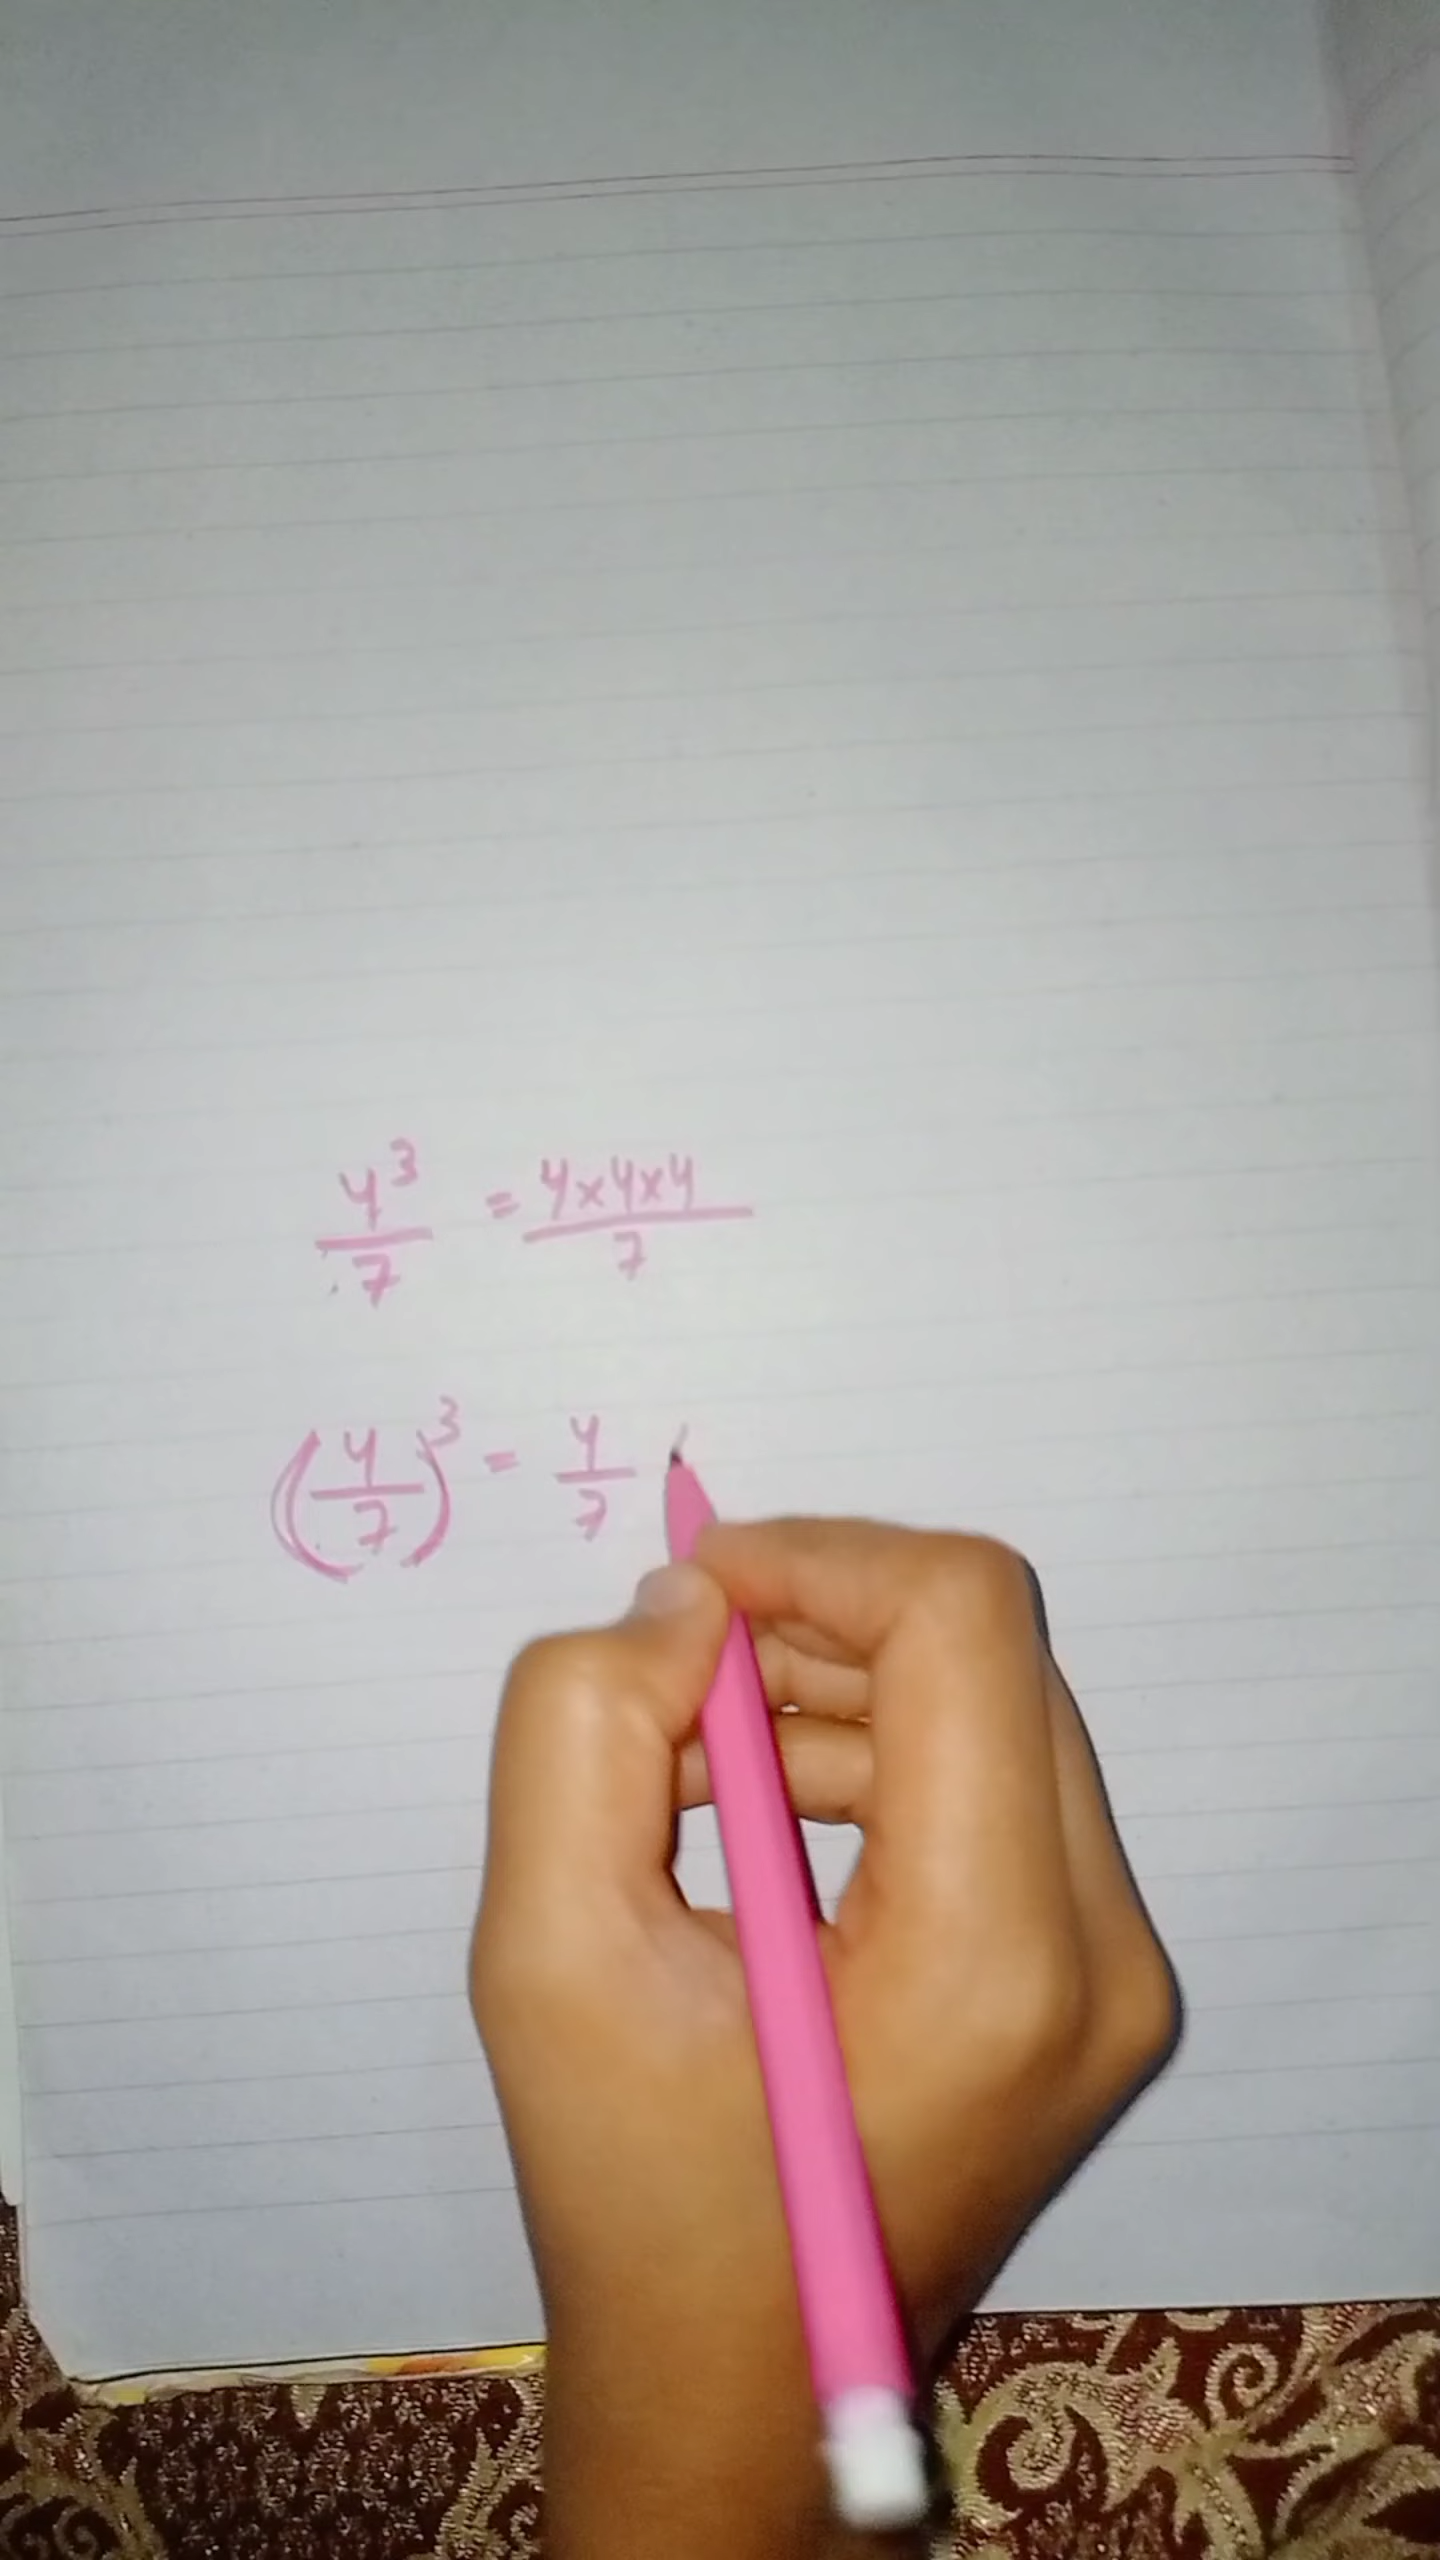 4³/7 = 4×4×4/7
(4/7)³ = 4/7